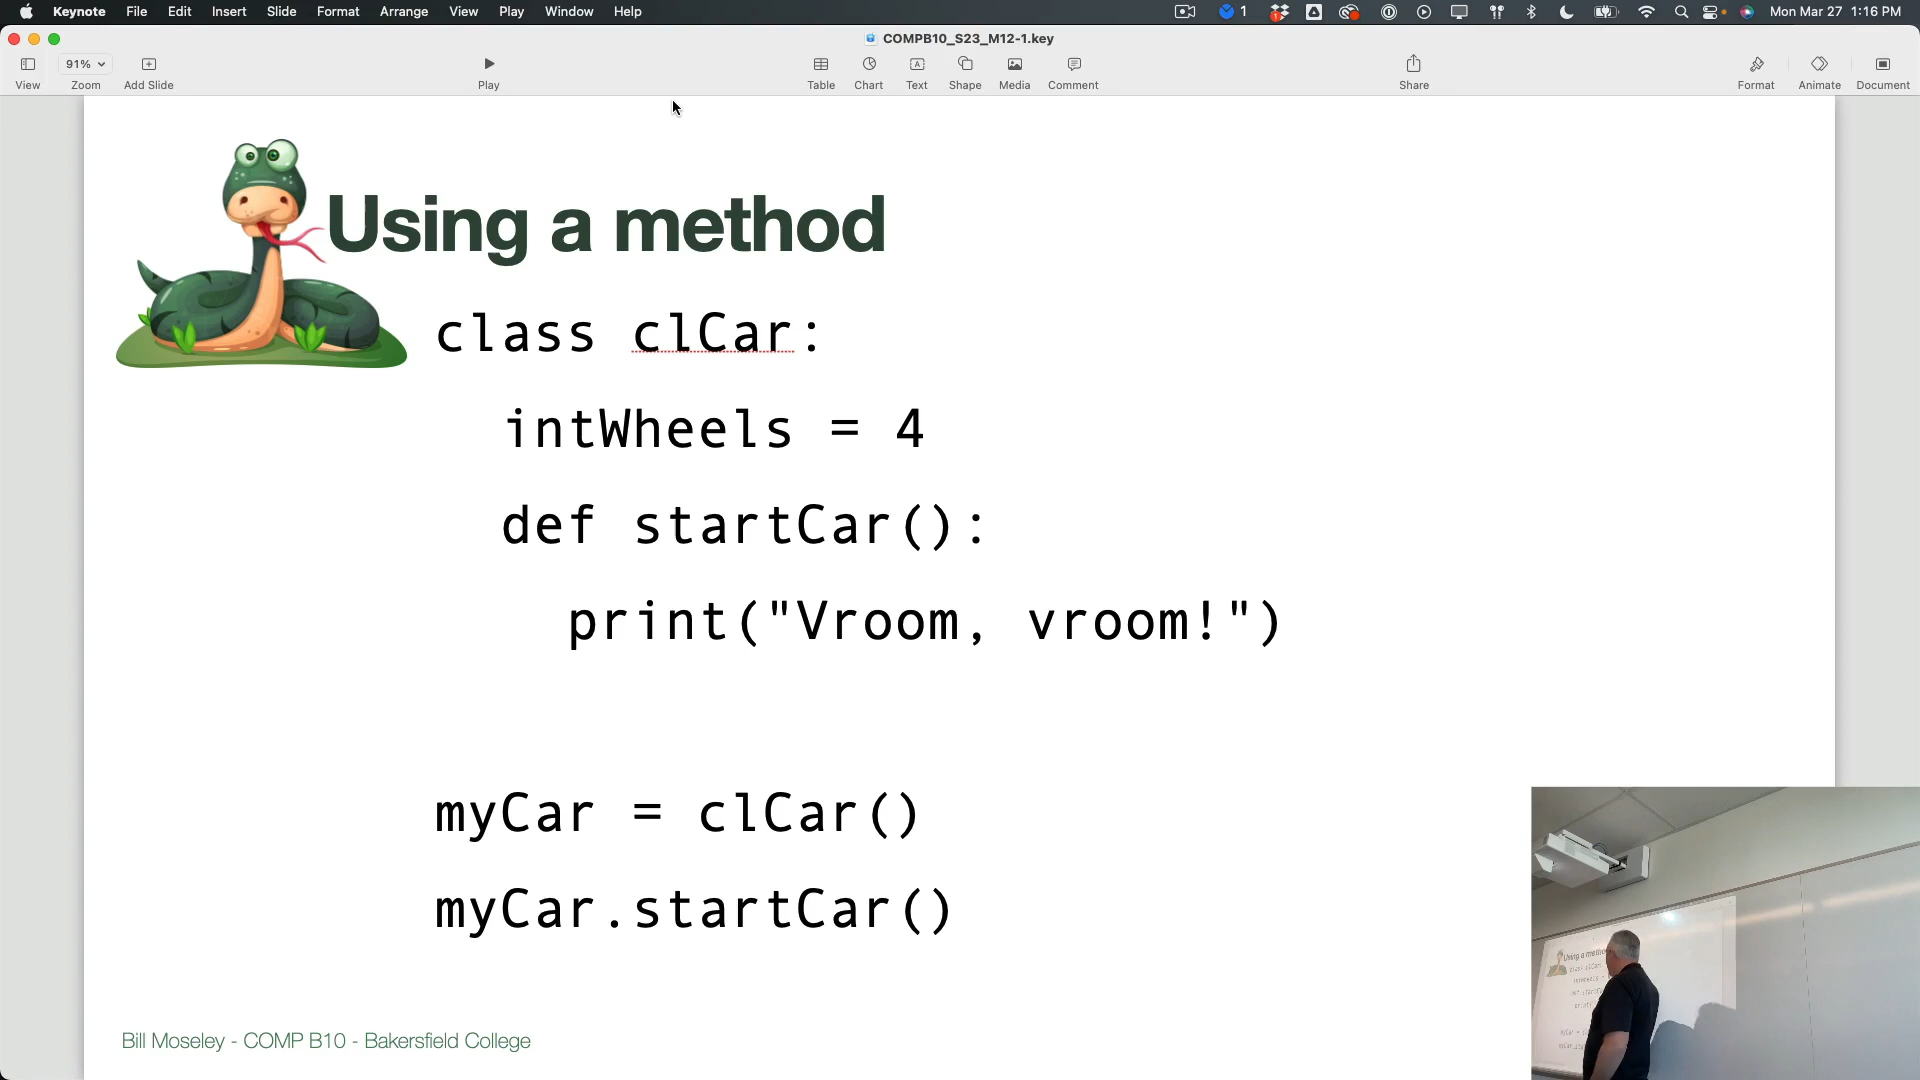 Keynote File Edit Insert Slide Format Arrange View Play Window Help 1 Mon Mar 27 1:16 PM
COMPB10_S23_M12-1.key
91%
View Zoom Add Slide Play Table Chart Text Shape Media Comment Share Format Animate Document
Using a method
class clCar:
intWheels = 4
def startCar():
print("Vroom, vroom!")
myCar = clCar()
myCar.startCar()
Bill Moseley - COMP B10 - Bakersfield College
Using a method